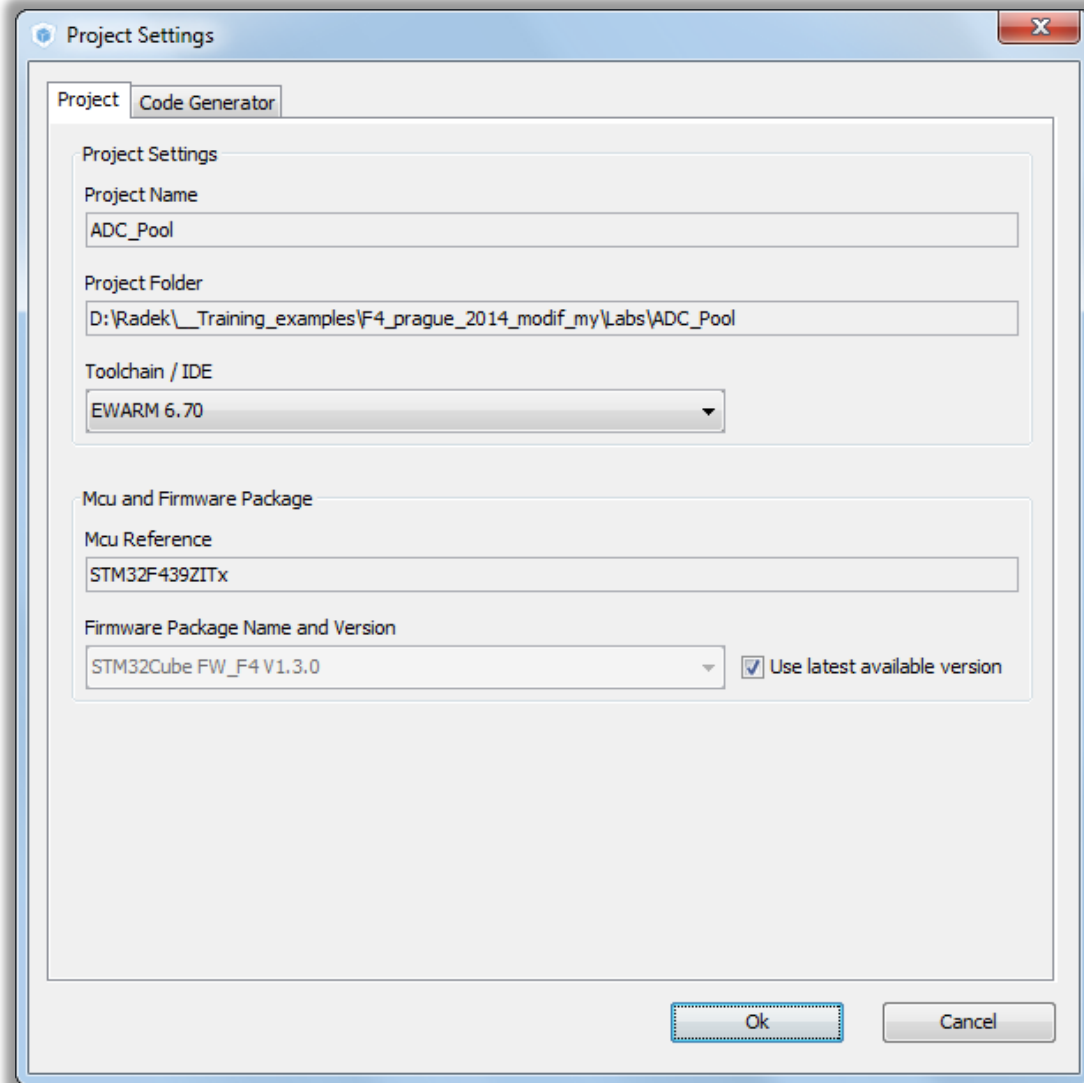 Project Settings
X
Project
Code Generator
Project Settings
Project Name
ADC_Pool
Project Folder
D:\Radek\__Training_examples\F4_prague_2014_modif_my\Labs\ADC_Pool
Toolchain / IDE
EWARM 6.70
Mcu and Firmware Package
Mcu Reference
STM32F439ZITx
Firmware Package Name and Version
STM32Cube FW_F4 V1.3.0
Use latest available version
Ok
Cancel